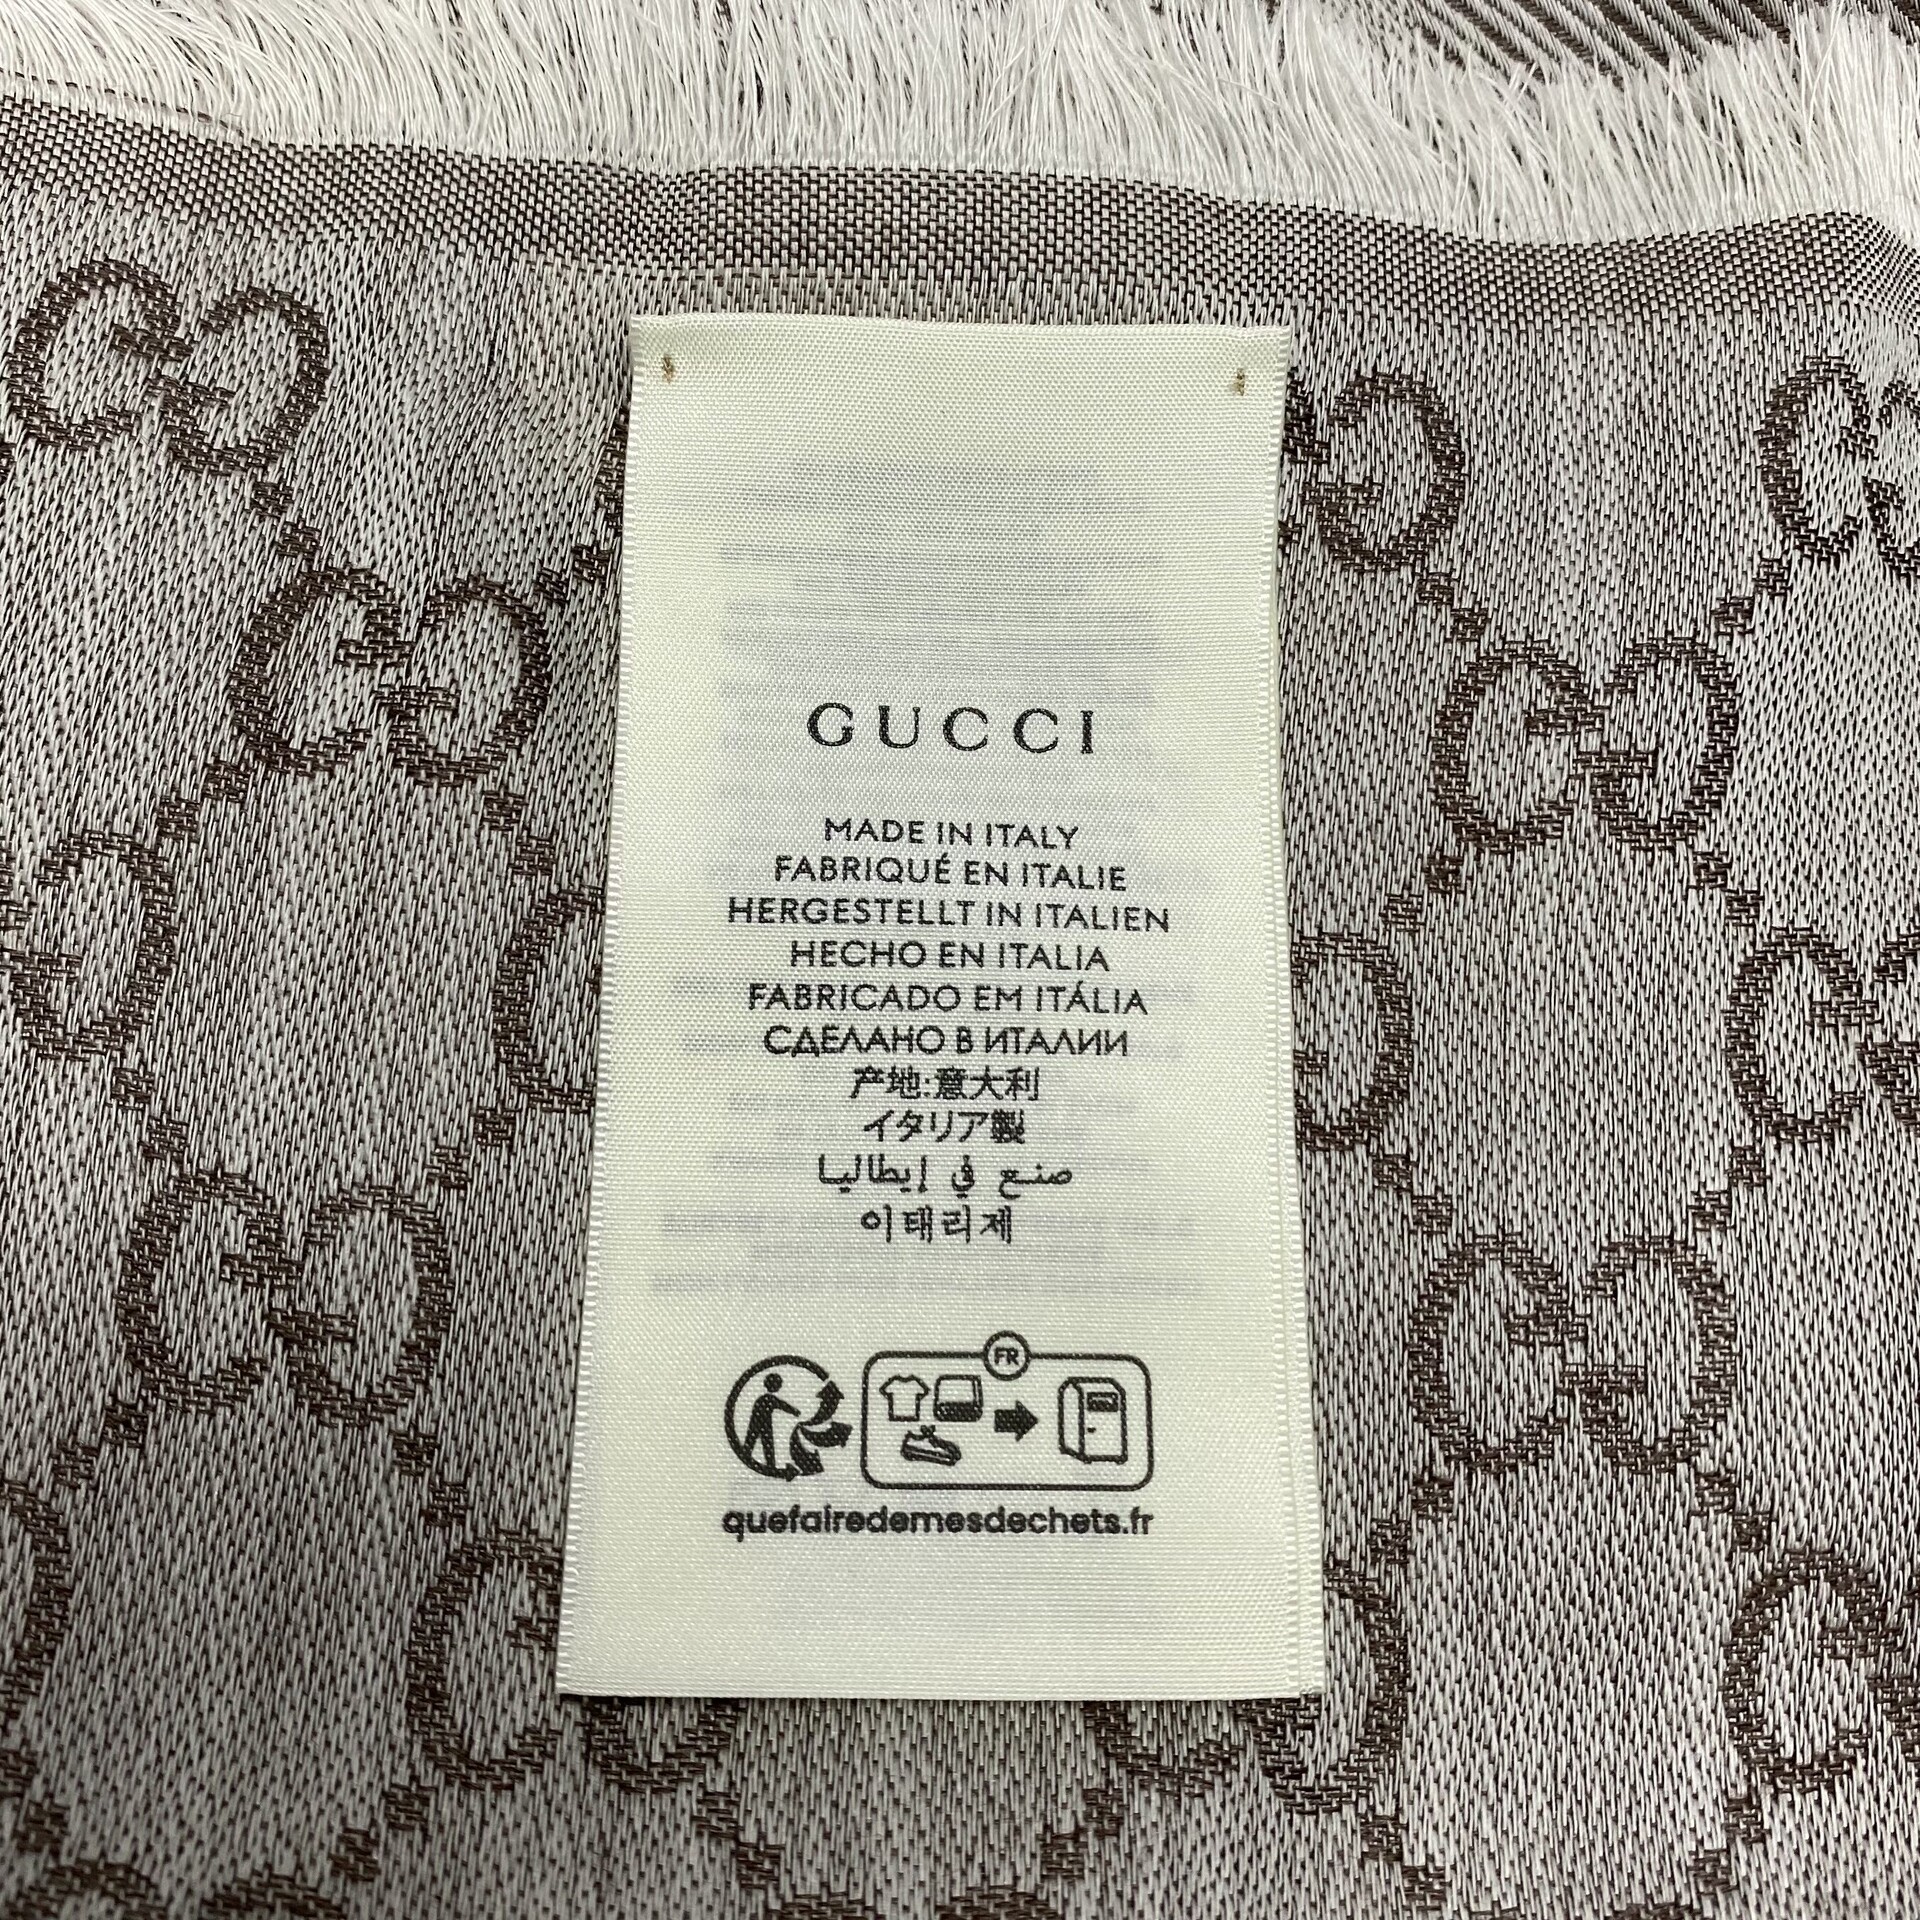 GUCCI
MADE IN ITALY
FABRIQUÉ EN ITALIE
HERGESTELLT IN ITALIEN
HECHO EN ITALIA
FABRICADO EM ITÁLIA
СДЕЛАНО В ИТАЛИИ
产地:意大利
イタリア製
صنع في إيطاليا
이태리제
FR
quefairedemesdechets.fr